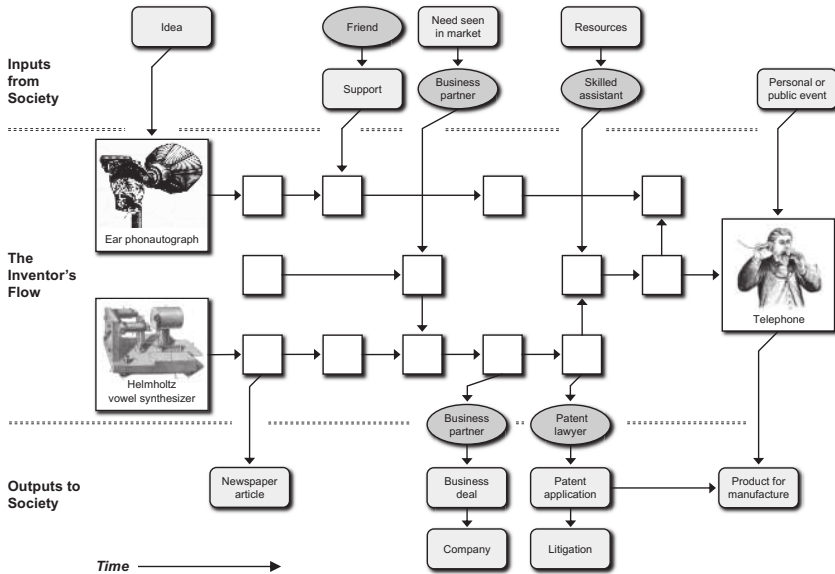 Idea
Friend
Need seen
in market
Resources
Inputs
from
Society
Support
Business
partner
Skilled
assistant
Personal or
public event
Ear phonautograph
The
Inventor's
Flow
Telephone
Helmholtz
vowel synthesizer
Business
partner
Patent
lawyer
Outputs to
Society
Newspaper
article
Business
deal
Patent
application
Product for
manufacture
Company
Litigation
Time